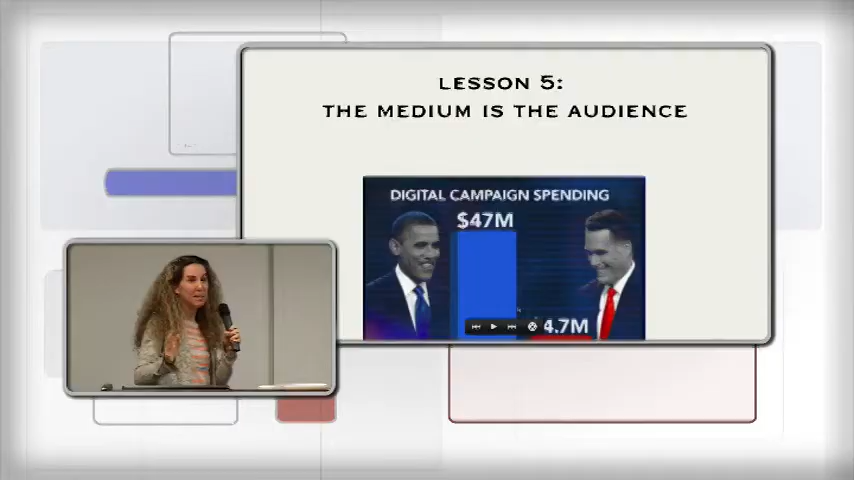 LESSON 5:
THE MEDIUM IS THE AUDIENCE
DIGITAL CAMPAIGN SPENDING
$47M
4.7M